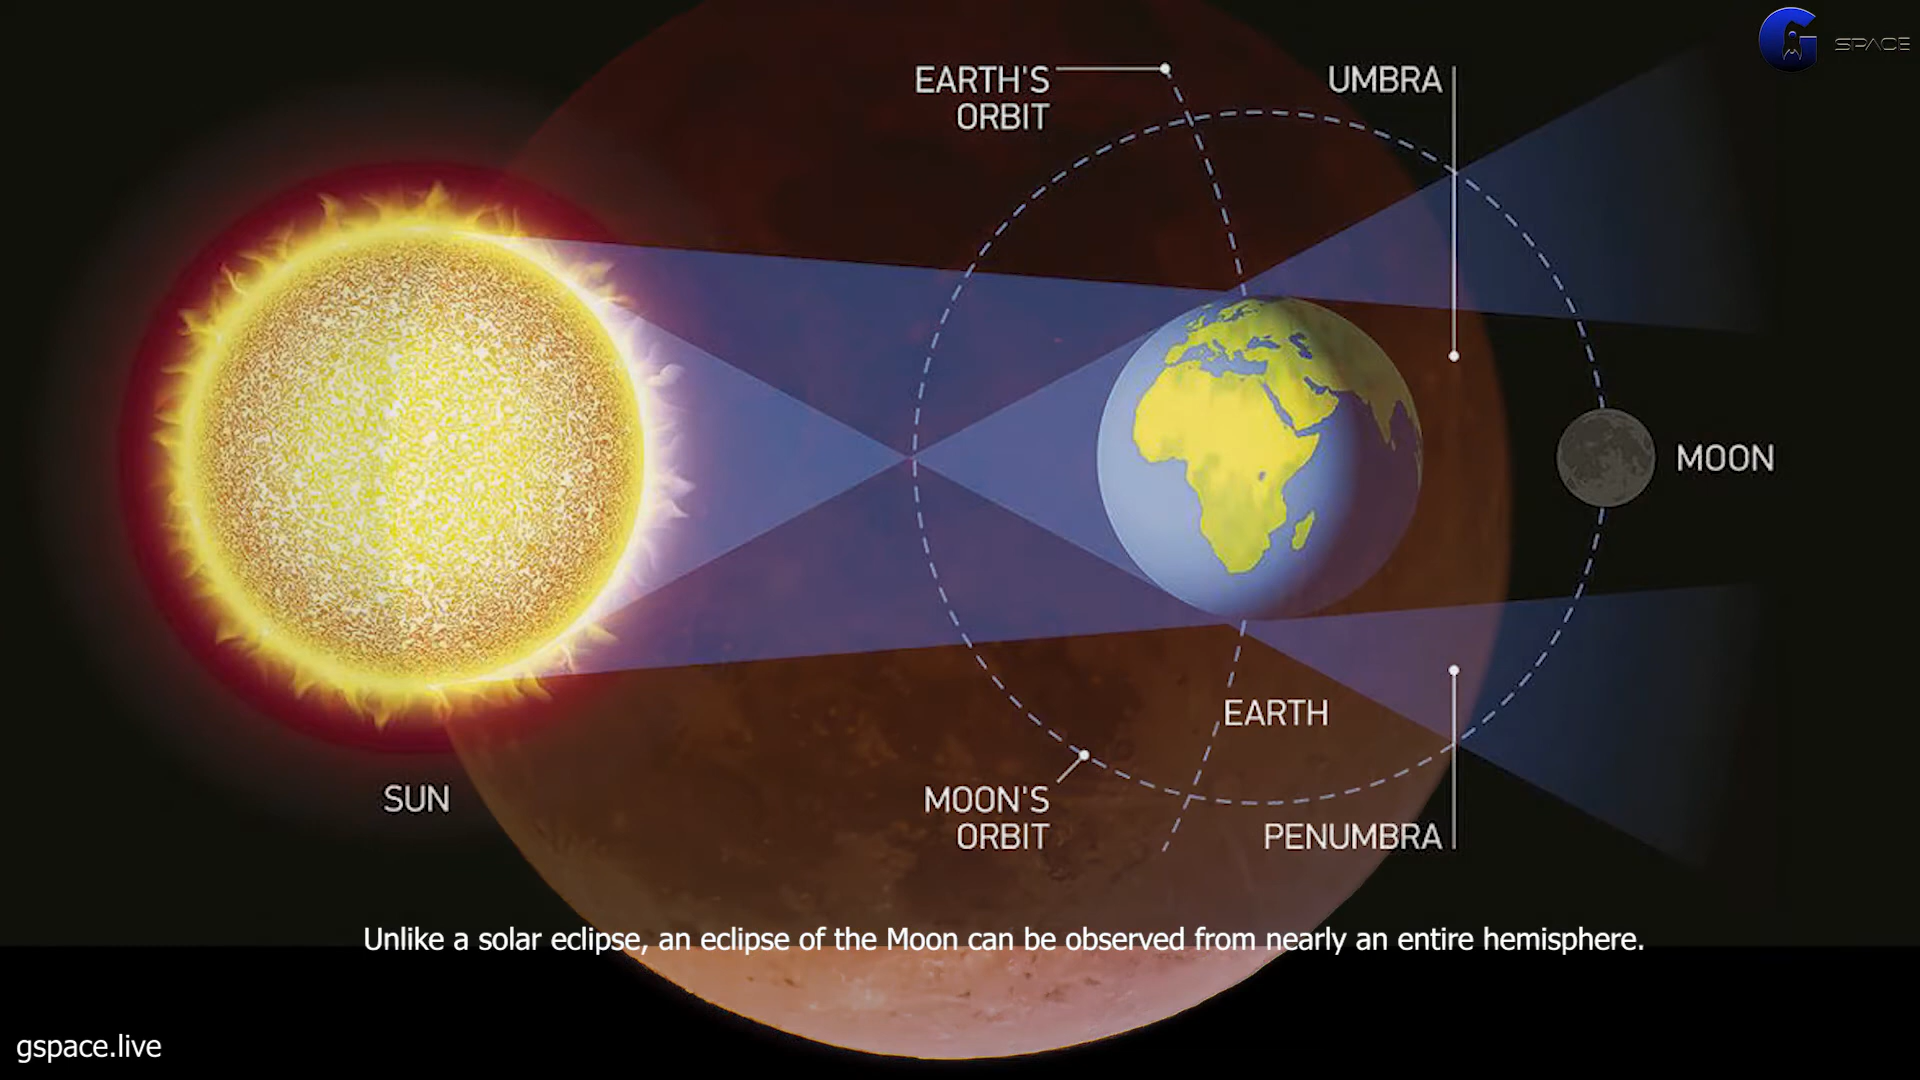 SPACE
EARTH'S
ORBIT
UMBRA
MOON
EARTH
SUN
MOON'S
ORBIT
PENUMBRA
Unlike a solar eclipse, an eclipse of the Moon can be observed from nearly an entire hemisphere.
gspace.live